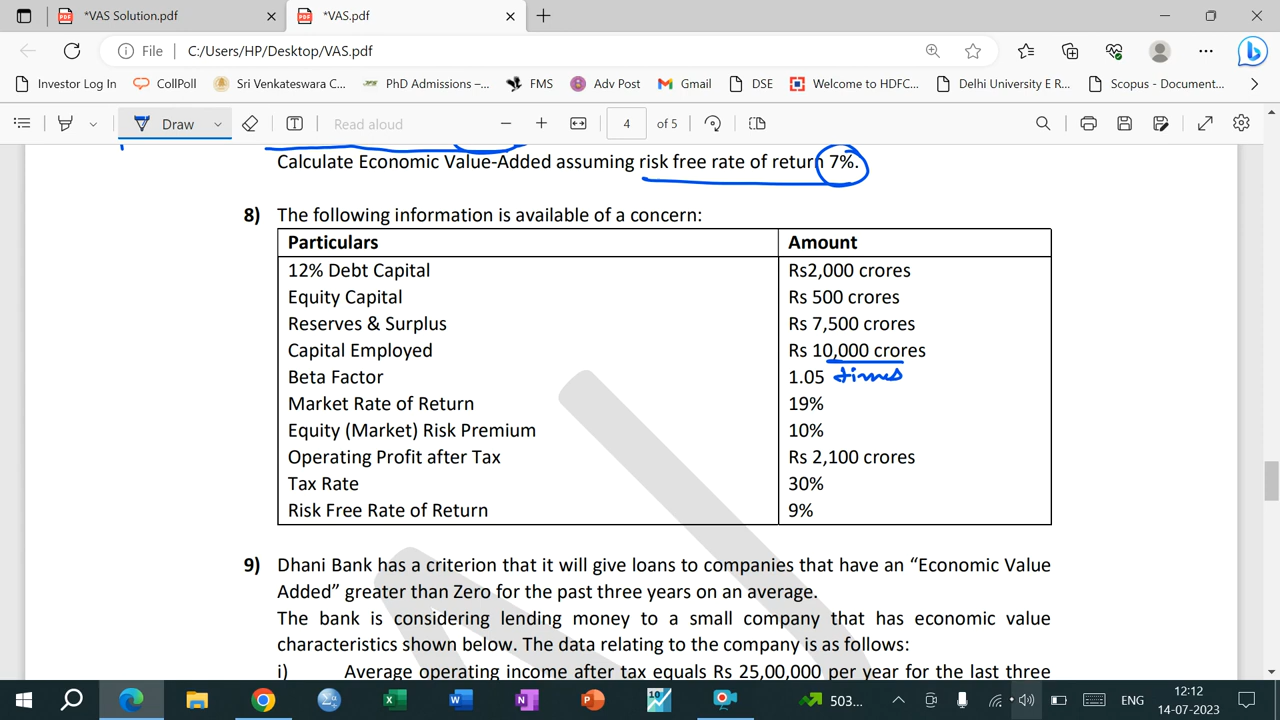 *VAS Solution.pdf
*VAS.pdf
File C:/Users/HP/Desktop/VAS.pdf
Investor Log In CollPoll Sri Venkateswara C... PhD Admissions –... FMS Adv Post Gmail DSE Welcome to HDFC... Delhi University E R... Scopus - Document...
Draw Read aloud 4 of 5
Calculate Economic Value-Added assuming risk free rate of return 7%.
8) The following information is available of a concern:
Particulars Amount
12% Debt Capital Rs2,000 crores
Equity Capital Rs 500 crores
Reserves & Surplus Rs 7,500 crores
Capital Employed Rs 10,000 crores
Beta Factor 1.05 times
Market Rate of Return 19%
Equity (Market) Risk Premium 10%
Operating Profit after Tax Rs 2,100 crores
Tax Rate 30%
Risk Free Rate of Return 9%
9) Dhani Bank has a criterion that it will give loans to companies that have an “Economic Value
Added” greater than Zero for the past three years on an average.
The bank is considering lending money to a small company that has economic value
characteristics shown below. The data relating to the company is as follows:
i) Average operating income after tax equals Rs 25,00,000 per year for the last three
503...
ENG
12:12
14-07-2023